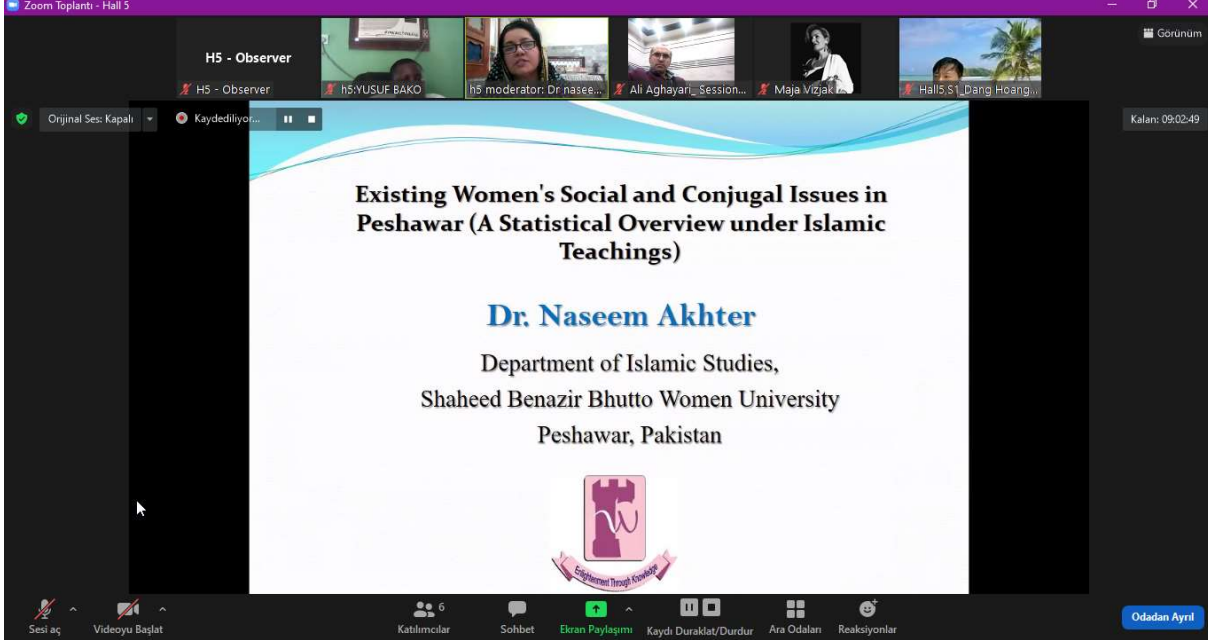 Zoom Toplantı - Hall 5
H5 - Observer
Görünüm
H5 - Observer
h5:YUSUF BAKO
h5 moderator: Dr nasee...
Ali Aghayari_ Session...
Maja Vizjak
Hall5,S1_Dang Hoang...
Orijinal Ses: Kapalı
Kaydediliyor...
Kalan: 09:02:49
Existing Women's Social and Conjugal Issues in
Peshawar (A Statistical Overview under Islamic
Teachings)
Dr. Naseem Akhter
Department of Islamic Studies,
Shaheed Benazir Bhutto Women University
Peshawar, Pakistan
Enlightenment Through Knowledge
Sesi aç
Videoyu Başlat
Katılımcılar
6
Sohbet
Ekran Paylaşımı
Kaydı Duraklat/Durdur
Ara Odaları
Reaksiyonlar
Odadan Ayrıl